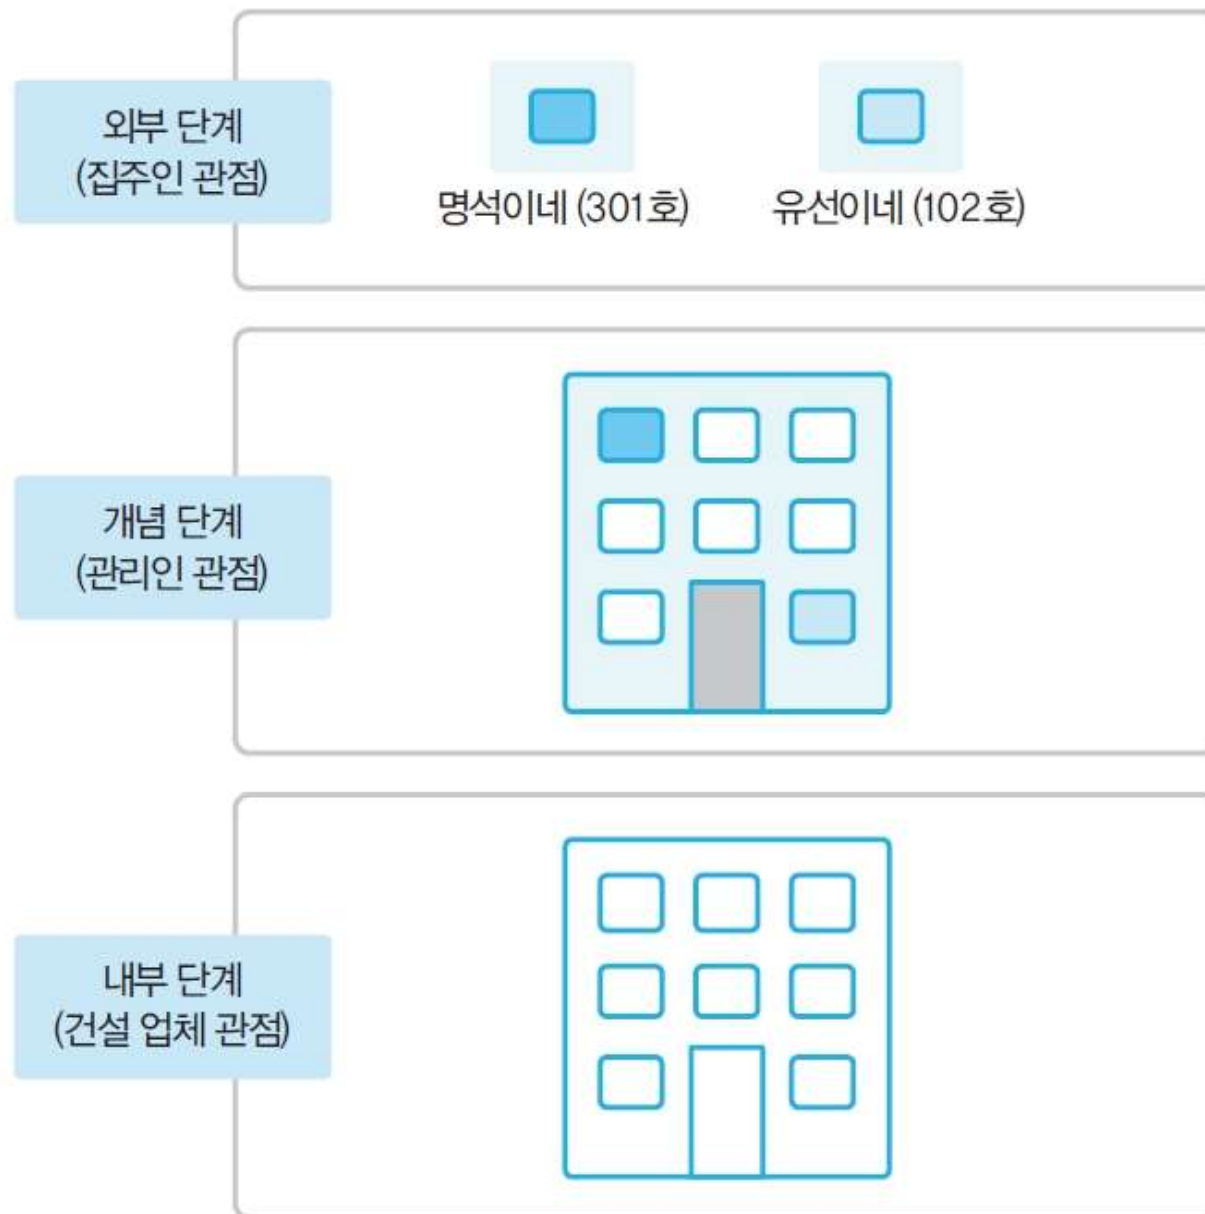 외부 단계
(집주인 관점)
명석이네 (301호)
유선이네 (102호)
개념 단계
(관리인 관점)
내부 단계
(건설 업체 관점)